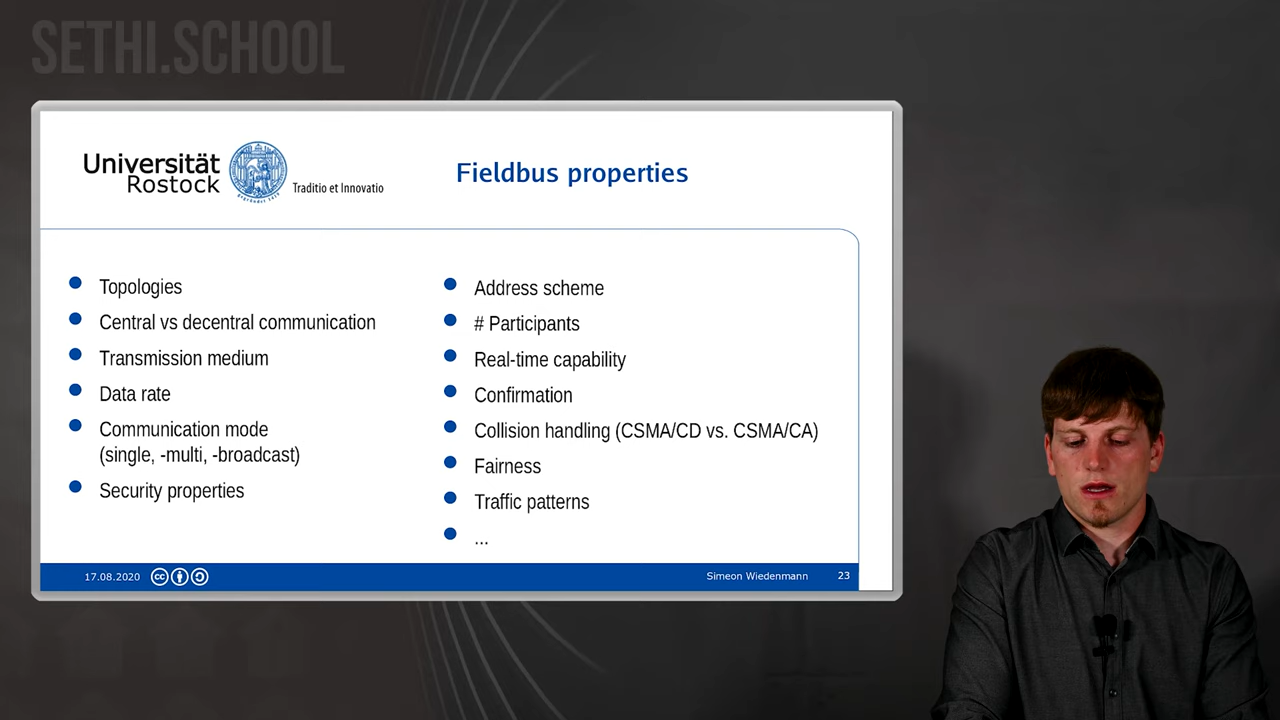 SETHI.SCHOOL
Universität
Rostock
Traditio et Innovatio
Fieldbus properties
Topologies
Central vs decentral communication
Transmission medium
Data rate
Communication mode
(single, -multi, -broadcast)
Security properties
Address scheme
# Participants
Real-time capability
Confirmation
Collision handling (CSMA/CD vs. CSMA/CA)
Fairness
Traffic patterns
...
17.08.2020
Simeon Wiedenmann
23